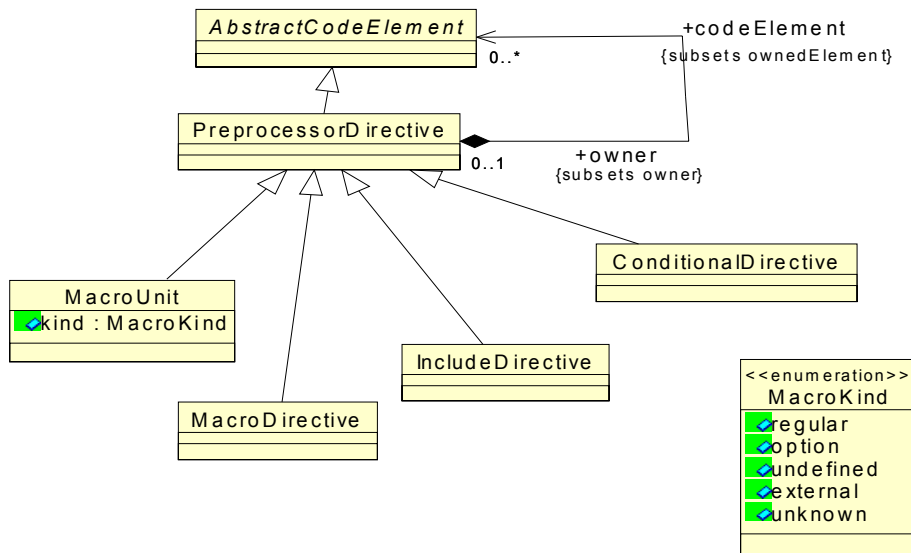 AbstractCodeElement
+codeElement
0..*
{subsets ownedElement}
PreprocessorDirective
0..1
+owner
{subsets owner}
ConditionalDirective
MacroUnit
kind : MacroKind
IncludeDirective
MacroDirective
<<enumeration>>
MacroKind
regular
option
undefined
external
unknown